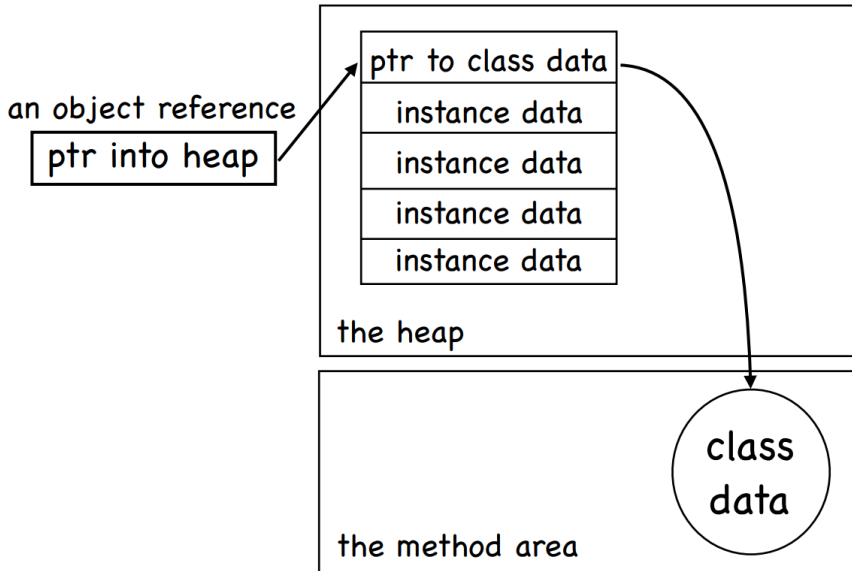 ptr to class data
an object reference
instance data
ptr into heap
instance data
instance data
instance data
the heap
class
data
the method area